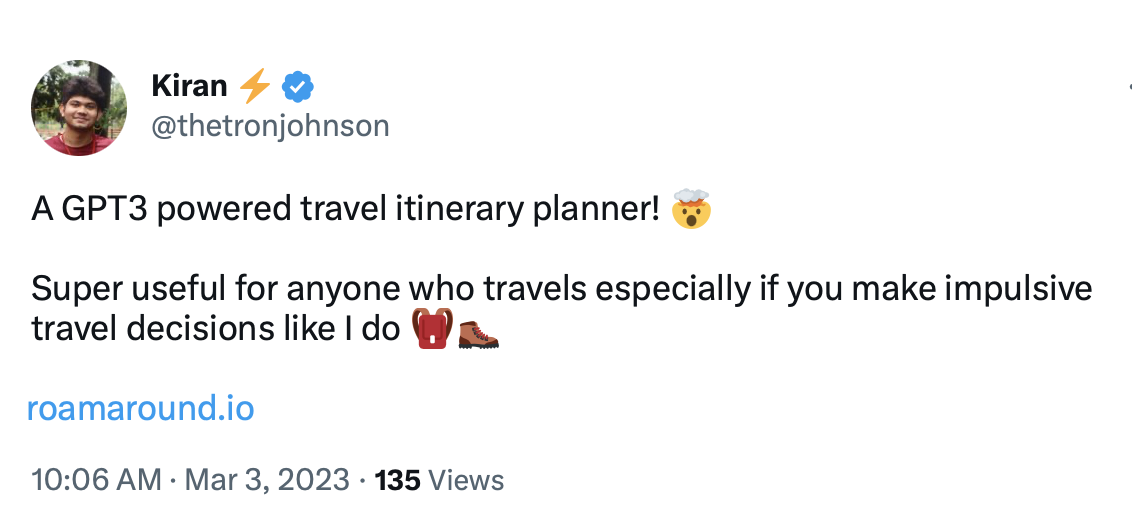 Kiran ⚡
@thetronjohnson
A GPT3 powered travel itinerary planner! 🤯
Super useful for anyone who travels especially if you make impulsive
travel decisions like I do 🎒🥾
roamaround.io
10:06 AM · Mar 3, 2023 · 135 Views